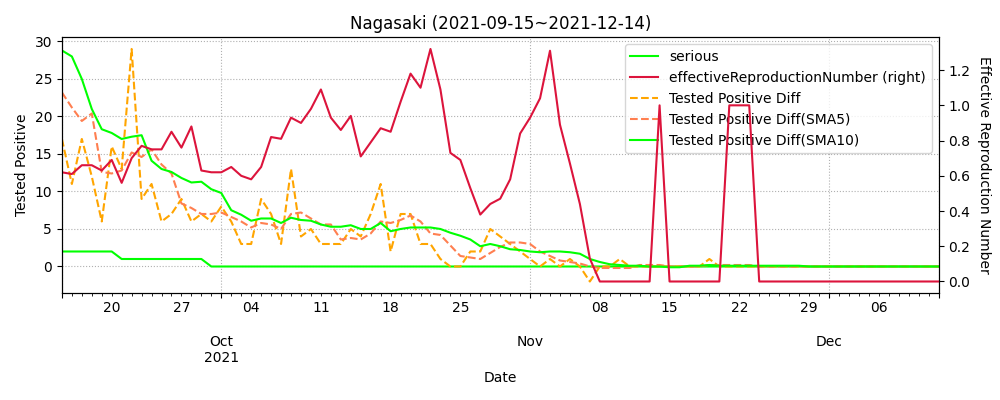 Nagasaki (2021-09-15~2021-12-14)
serious
effectiveReproductionNumber (right)
Tested Positive Diff
Tested Positive Diff(SMA5)
Tested Positive Diff(SMA10)
Tested Positive
30
25
20
15
10
5
0
Effective Reproduction Number
1.2
1.0
0.8
0.6
0.4
0.2
0.0
20 27 04 11 18 25 08 15 22 29 06
Oct Nov Dec
2021
Date